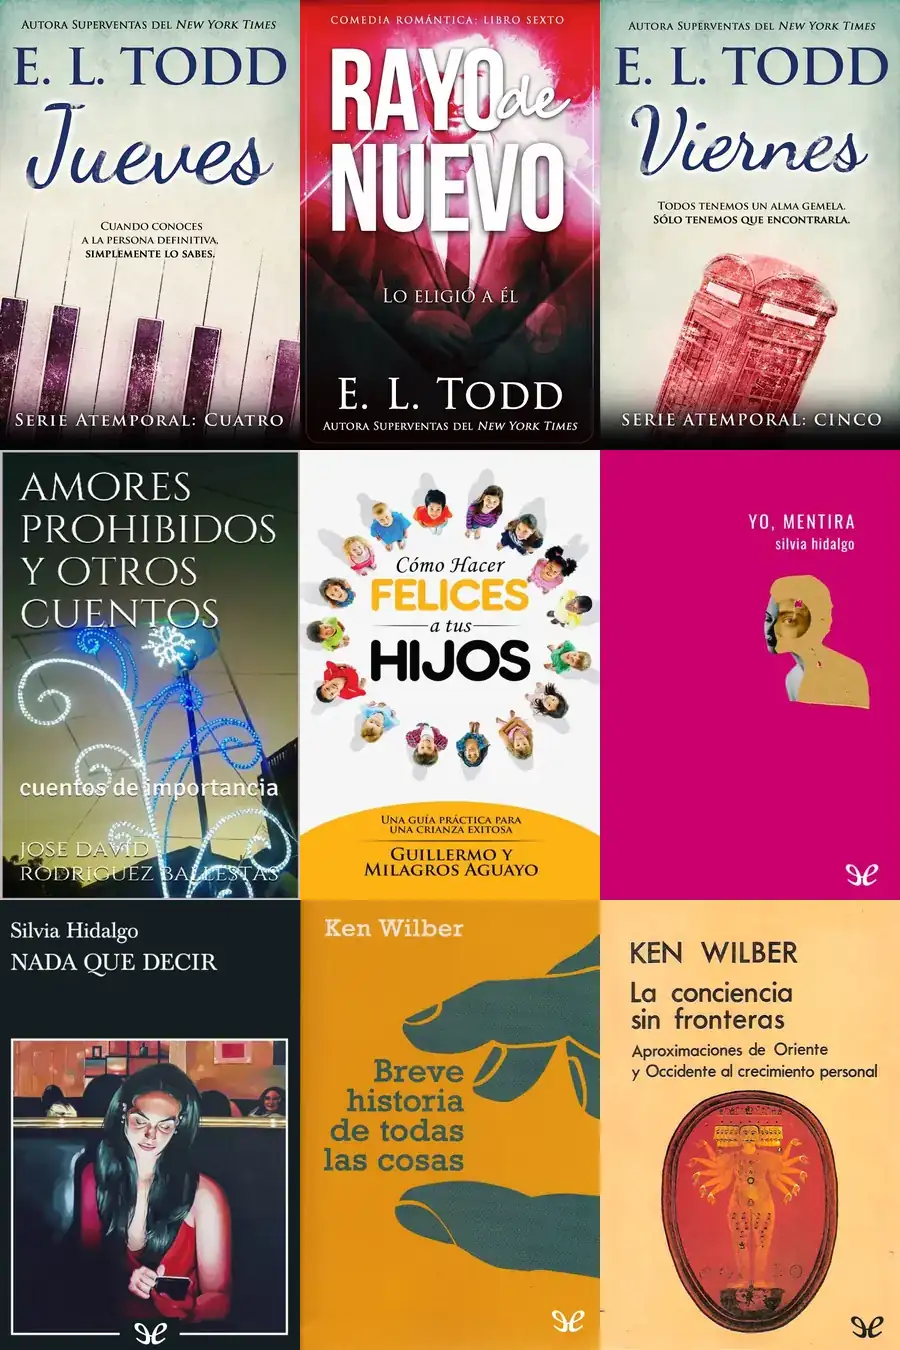 Autora Superventas del New York Times
E. L. TODD
Jueves
Cuando conoces
a la persona definitiva,
simplemente lo sabes.
Serie Atemporal: Cuatro
COMEDIA ROMÁNTICA: LIBRO SEXTO
RAYO de
NUEVO
Lo eligió a él
E. L. Todd
Autora Superventas del New York Times
Autora Superventas del New York Times
E. L. TODD
Viernes
Todos tenemos un alma gemela.
Sólo tenemos que encontrarla.
Serie Atemporal: Cinco
AMORES
PROHIBIDOS
Y OTROS
CUENTOS
cuentos de importancia
JOSE DAVID
RODRIGUEZ BALLESTAS
Cómo Hacer
FELICES
a tus
HIJOS
Una guía práctica para
una crianza exitosa
Guillermo y
Milagros Aguayo
YO, MENTIRA
silvia hidalgo
Silvia Hidalgo
NADA QUE DECIR
Ken Wilber
Breve
historia
de todas
las cosas
KEN WILBER
La conciencia
sin fronteras
Aproximaciones de Oriente
y Occidente al crecimiento personal